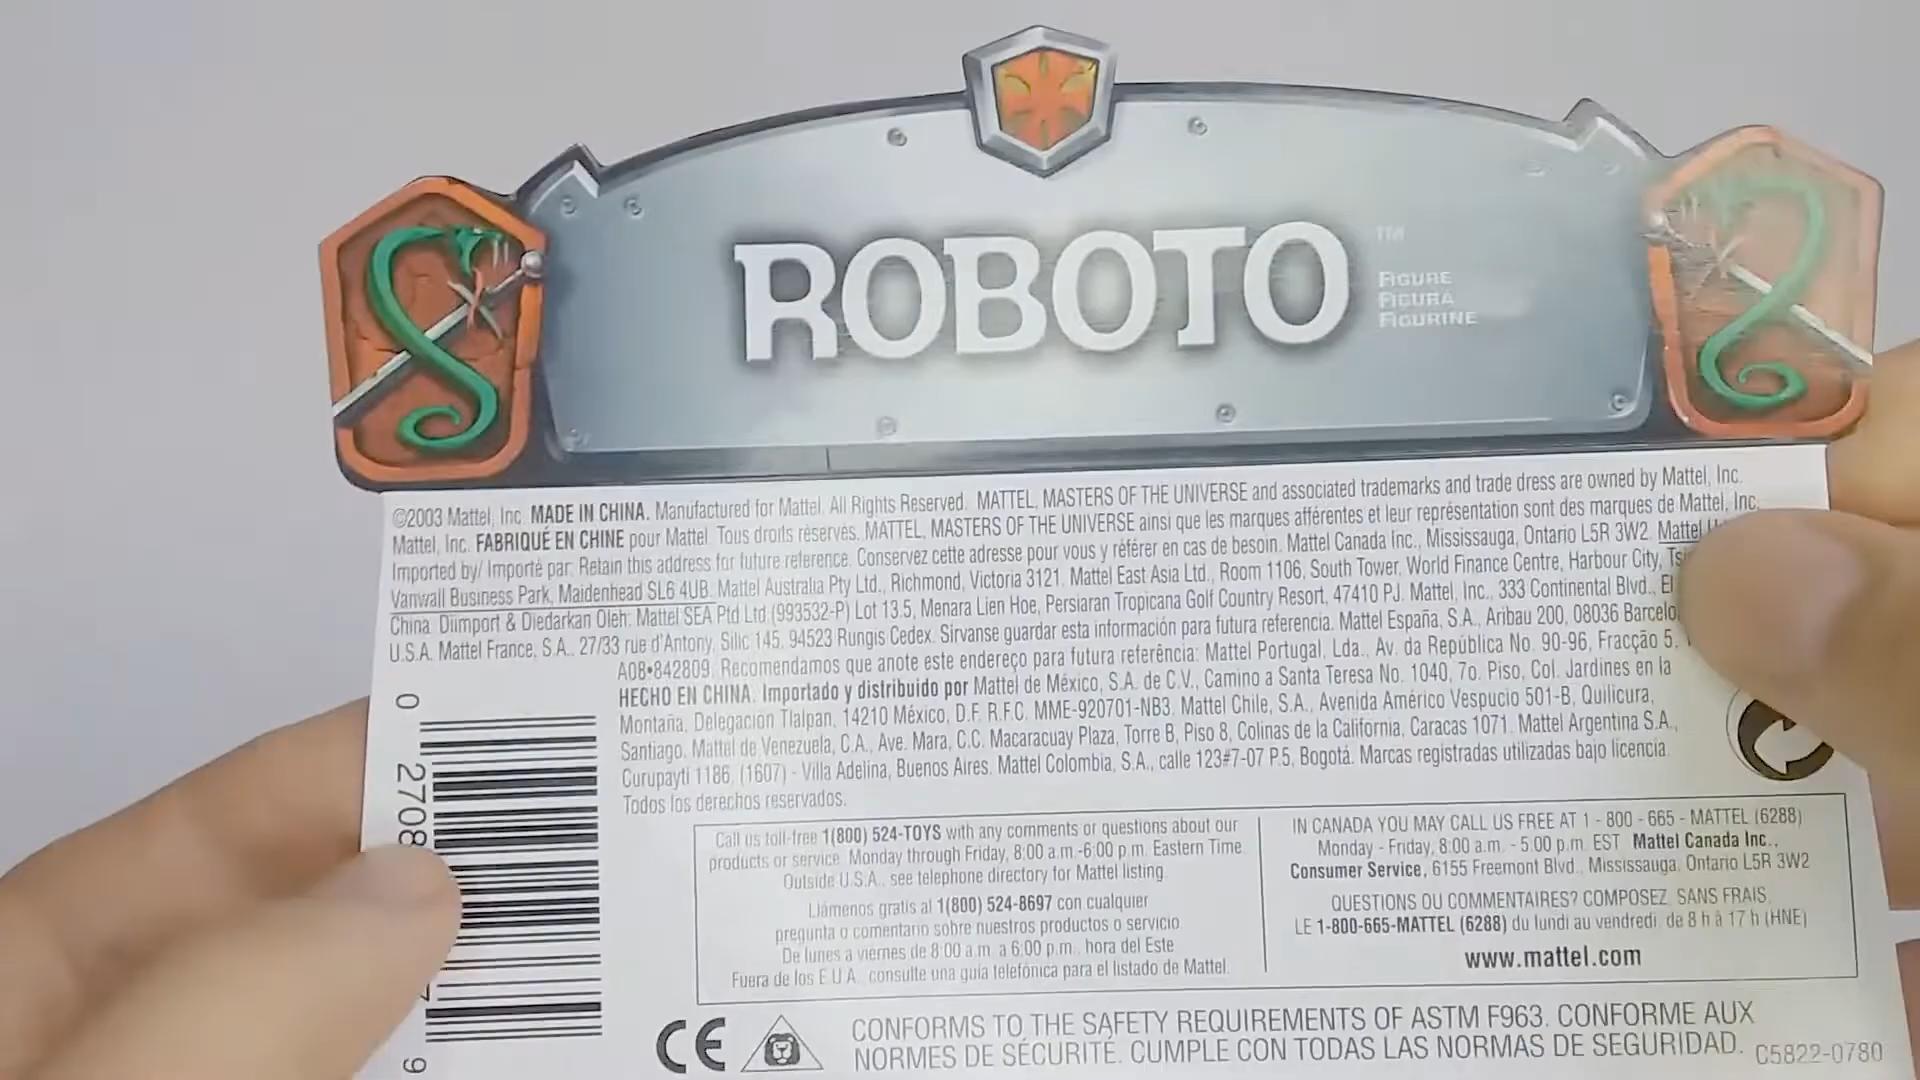 ROBOTO
TM
FIGURE
FIGURA
FIGURINE
©2003 Mattel, Inc. MADE IN CHINA. Manufactured for Mattel. All Rights Reserved. MATTEL, MASTERS OF THE UNIVERSE and associated trademarks and trade dress are owned by Mattel, Inc.
Mattel, Inc. FABRIQUÉ EN CHINE pour Mattel. Tous droits réservés. MATTEL, MASTERS OF THE UNIVERSE ainsi que les marques afférentes et leur représentation sont des marques de Mattel, Inc.
Imported by/ Importé par: Retain this address for future reference. Conservez cette adresse pour vous y référer en cas de besoin. Mattel Canada Inc., Mississauga, Ontario L5R 3W2. Mattel
Vanwall Business Park, Maidenhead SL6 4UB. Mattel Australia Pty Ltd., Richmond, Victoria 3121. Mattel East Asia Ltd., Room 1106, South Tower, World Finance Centre, Harbour City,
China. Diimport & Diedarkan Oleh: Mattel SEA Ptd Ltd.(993532-P) Lot 13.5, Menara Lien Hoe, Persiaran Tropicana Golf Country Resort, 47410 PJ. Mattel, Inc., 333 Continental Blvd., El
U.S.A. Mattel France, S.A., 27/33 rue d'Antony, Silic 145, 94523 Rungis Cedex. Sírvanse guardar esta información para futura referencia. Mattel España, S.A., Aribau 200, 08036
A08•842809. Recomendamos que anote este endereço para futura referência: Mattel Portugal, Lda., Av. da República No. 90-96, Fracção 5,
HECHO EN CHINA. Importado y distribuido por Mattel de México, S.A. de C.V., Camino a Santa Teresa No. 1040, 7o. Piso, Col. Jardines en la
Montaña, Delegación Tlalpan, 14210 México, D.F. R.F.C. MME-920701-NB3. Mattel Chile, S.A., Avenida Américo Vespucio 501-B, Quilicura,
Santiago. Mattel de Venezuela, C.A., Ave. Mara, C.C. Macaracuay Plaza, Torre B, Piso 8, Colinas de la California, Caracas 1071. Mattel Argentina S.A.,
Curupaytí 1186, (1607) - Villa Adelina, Buenos Aires. Mattel Colombia, S.A., calle 123#7-07 P.5, Bogotá. Marcas registradas utilizadas bajo licencia.
Todos los derechos reservados.
0 2708
7 9
Call us toll-free 1(800) 524-TOYS with any comments or questions about our
products or service. Monday through Friday, 8:00 a.m.-6:00 p.m. Eastern Time.
Outside U.S.A., see telephone directory for Mattel listing.
Llámenos gratis al 1(800) 524-8697 con cualquier
pregunta o comentario sobre nuestros productos o servicio.
De lunes a viernes de 8:00 a.m. a 6:00 p.m., hora del Este.
Fuera de los E.U.A., consulte una guía telefónica para el listado de Mattel.
IN CANADA YOU MAY CALL US FREE AT 1 - 800 - 665 - MATTEL (6288)
Monday - Friday, 8:00 a.m. - 5:00 p.m. EST Mattel Canada Inc.,
Consumer Service, 6155 Freemont Blvd., Mississauga, Ontario L5R 3W2
QUESTIONS OU COMMENTAIRES? COMPOSEZ, SANS FRAIS,
LE 1-800-665-MATTEL (6288) du lundi au vendredi, de 8 h à 17 h (HNE)
www.mattel.com
CE
CONFORMS TO THE SAFETY REQUIREMENTS OF ASTM F963. CONFORME AUX
NORMES DE SÉCURITÉ. CUMPLE CON TODAS LAS NORMAS DE SEGURIDAD.
C5822-0780